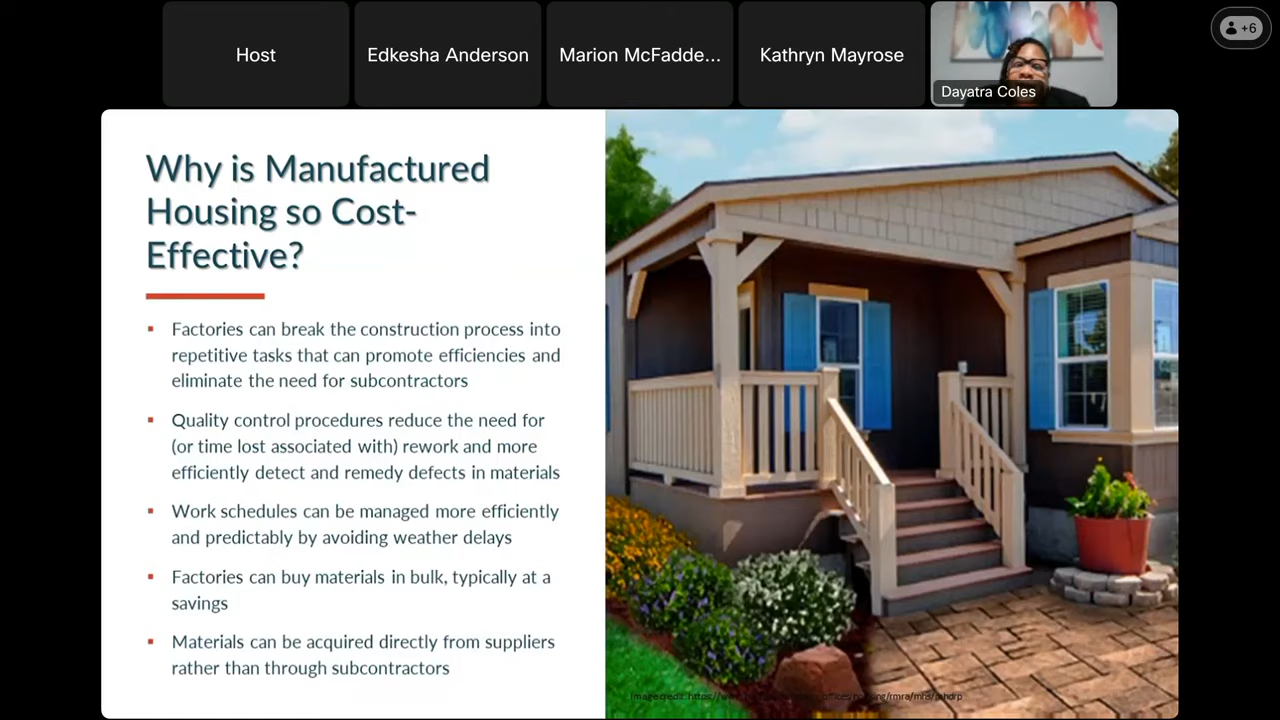 Host
Edkesha Anderson
Marion McFadde...
Kathryn Mayrose
Dayatra Coles
+6
Why is Manufactured
Housing so Cost-
Effective?
Factories can break the construction process into
repetitive tasks that can promote efficiencies and
eliminate the need for subcontractors
Quality control procedures reduce the need for
(or time lost associated with) rework and more
efficiently detect and remedy defects in materials
Work schedules can be managed more efficiently
and predictably by avoiding weather delays
Factories can buy materials in bulk, typically at a
savings
Materials can be acquired directly from suppliers
rather than through subcontractors
Image credit: